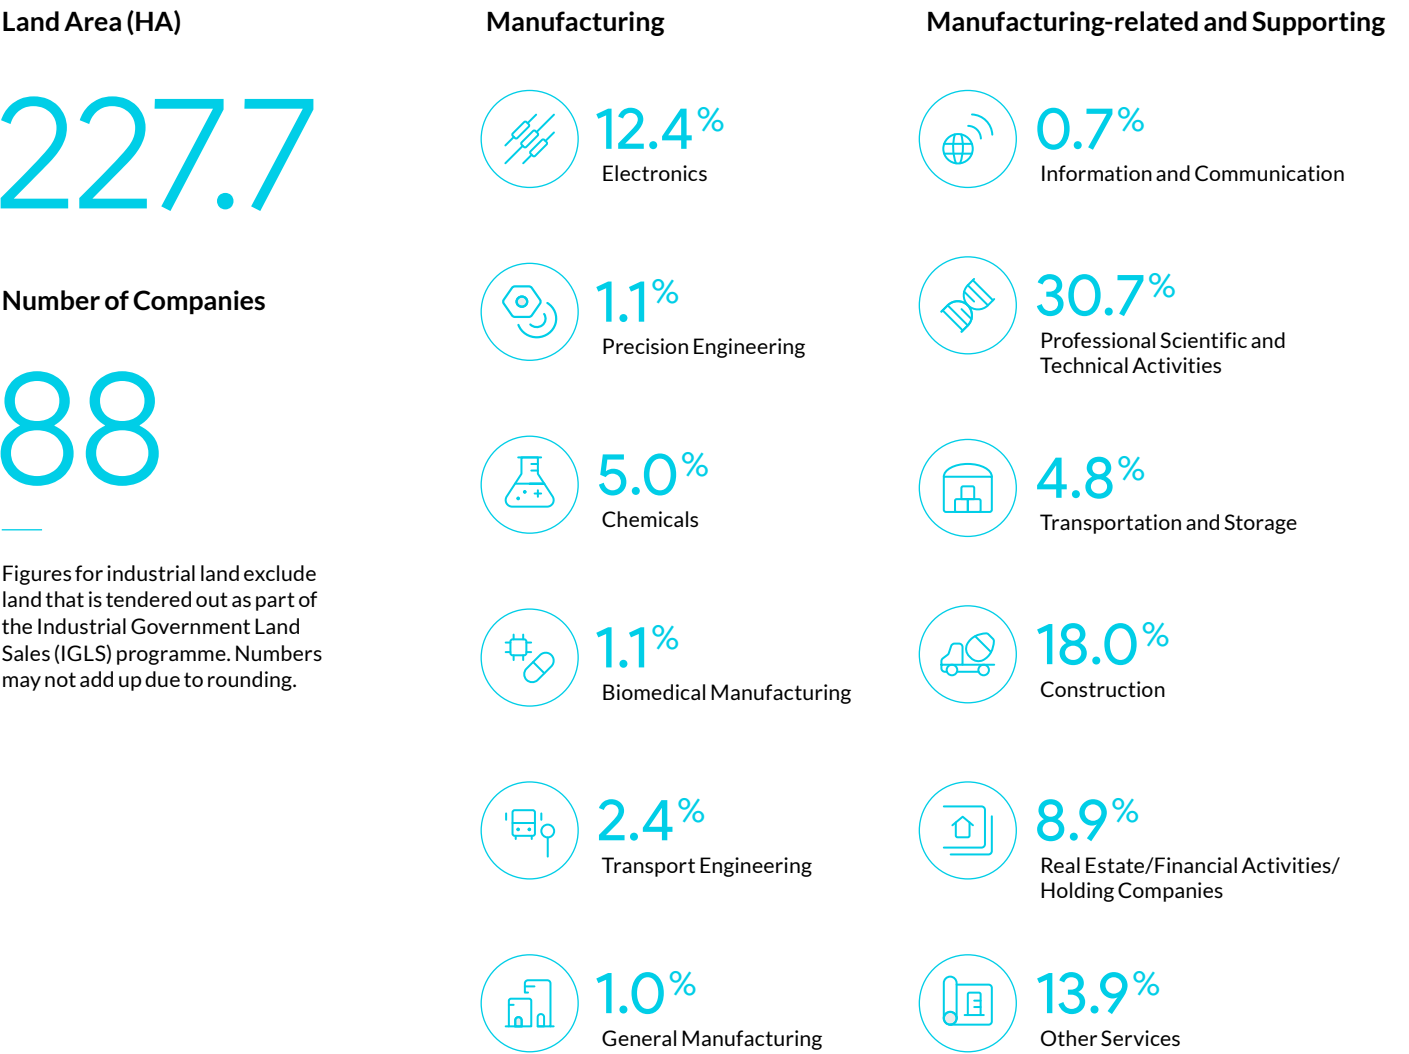 Land Area (HA)
227.7
Number of Companies
88
Figures for industrial land exclude
land that is tendered out as part of
the Industrial Government Land
Sales (IGLS) programme. Numbers
may not add up due to rounding.
Manufacturing
12.4%
Electronics
1.1%
Precision Engineering
5.0%
Chemicals
1.1%
Biomedical Manufacturing
2.4%
Transport Engineering
1.0%
General Manufacturing
Manufacturing-related and Supporting
0.7%
Information and Communication
30.7%
Professional Scientific and
Technical Activities
4.8%
Transportation and Storage
18.0%
Construction
8.9%
Real Estate/Financial Activities/
Holding Companies
13.9%
Other Services